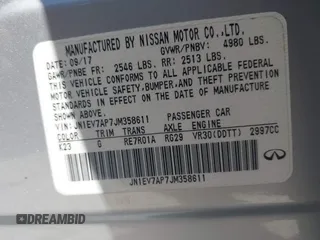 MANUFACTURED BY NISSAN MOTOR CO.,LTD.
DATE: 09/17 GVWR/PNBV: 4980 LBS.
GAWR/PNBE FR: 2546 LBS. RR: 2513 LBS.
THIS VEHICLE CONFORMS TO ALL APPLICABLE FEDERAL
MOTOR VEHICLE SAFETY, BUMPER, AND THEFT PREVENTION
STANDARDS IN EFFECT ON THE DATE OF MANUFACTURE
SHOWN ABOVE.
VIN: JN1EV7AP7JM358611 PASSENGER CAR
COLOR TRIM TRANS AXLE ENGINE
K23 G RE7R01A RG29 VR30(DDTT) 2997CC
JN1EV7AP7JM358611
AUTOBIDMASTER